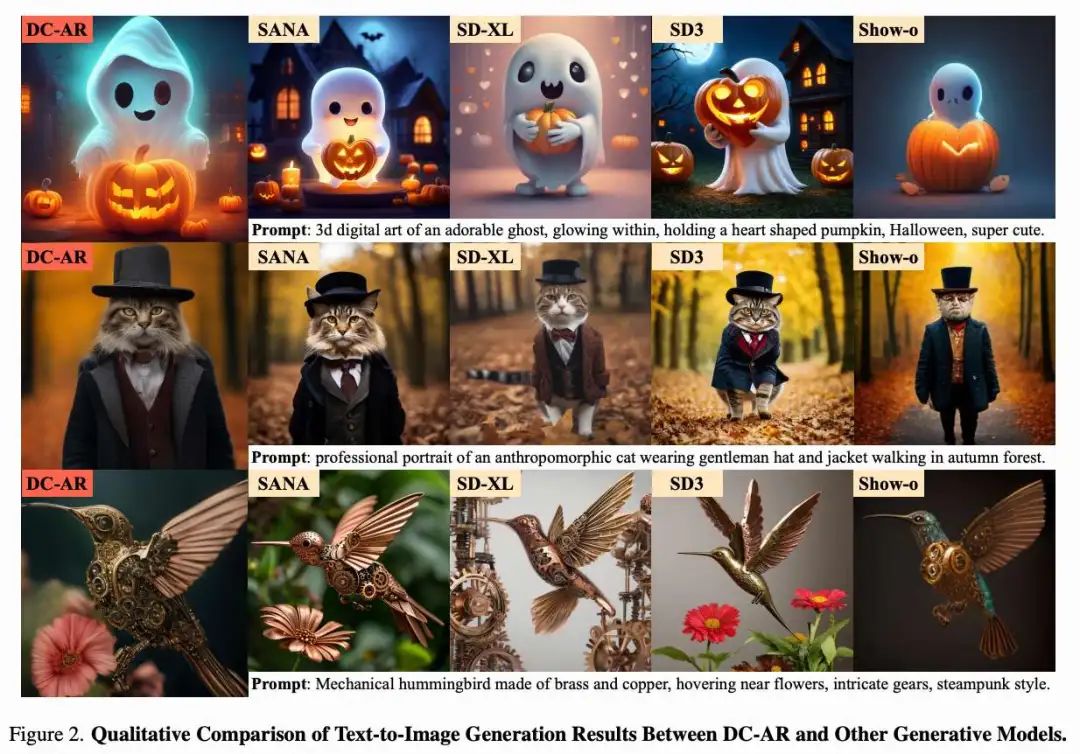 DC-AR SANA SD-XL SD3 Show-o
Prompt: 3d digital art of an adorable ghost, glowing within, holding a heart shaped pumpkin, Halloween, super cute.
DC-AR SANA SD-XL SD3 Show-o
Prompt: professional portrait of an anthropomorphic cat wearing gentleman hat and jacket walking in autumn forest.
DC-AR SANA SD-XL SD3 Show-o
Prompt: Mechanical hummingbird made of brass and copper, hovering near flowers, intricate gears, steampunk style.
Figure 2. Qualitative Comparison of Text-to-Image Generation Results Between DC-AR and Other Generative Models.